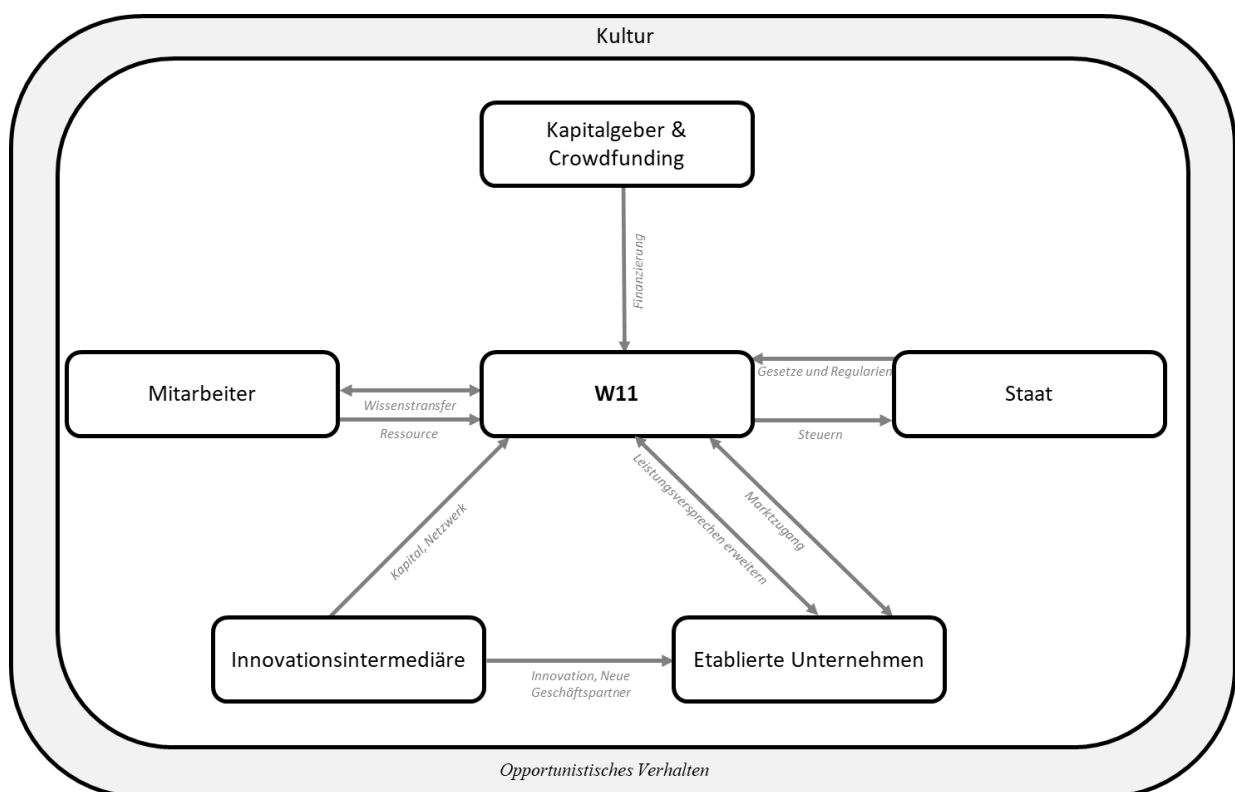 Kultur
Kapitalgeber &
Crowdfunding
Finanzierung
Mitarbeiter
Wissenstransfer
Ressource
W11
Gesetze und Regularien
Steuern
Staat
Kapital, Netzwerk
Leistungsversprechen erweitern
Marktzugang
Innovationsintermediäre
Innovation, Neue
Geschäftspartner
Etablierte Unternehmen
Opportunistisches Verhalten